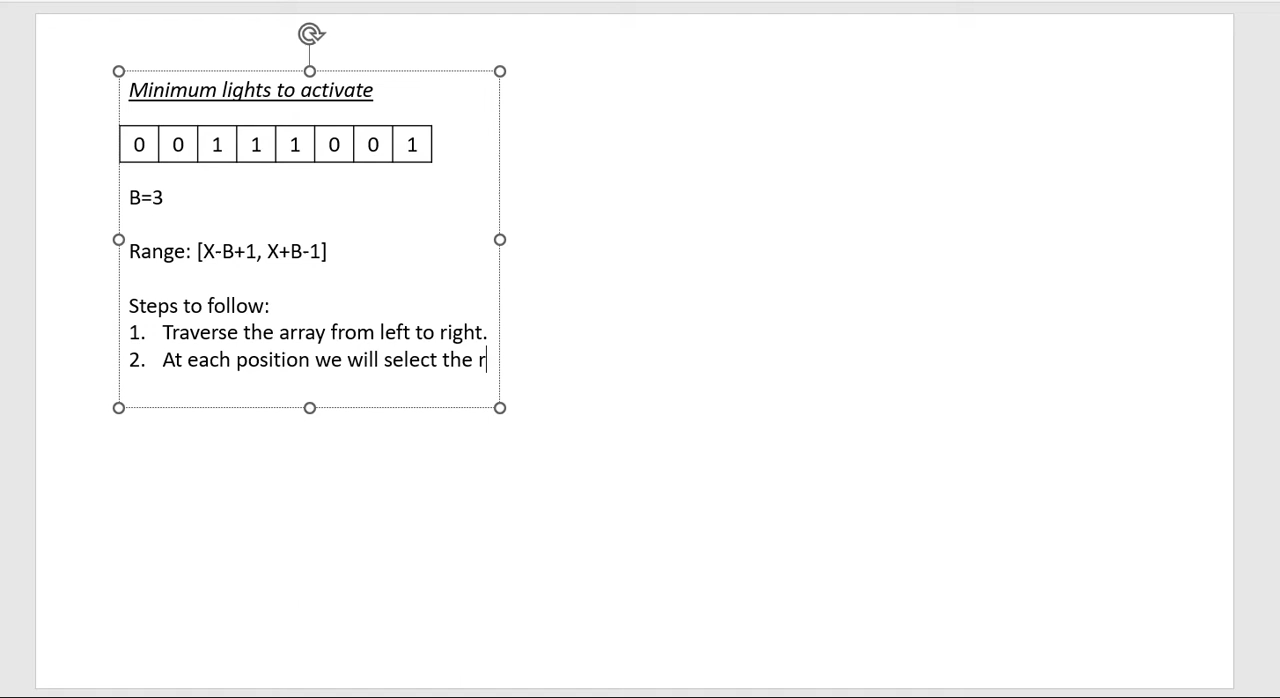 Minimum lights to activate
0 0 1 1 1 0 0 1
B=3
Range: [X-B+1, X+B-1]
Steps to follow:
1. Traverse the array from left to right.
2. At each position we will select the r